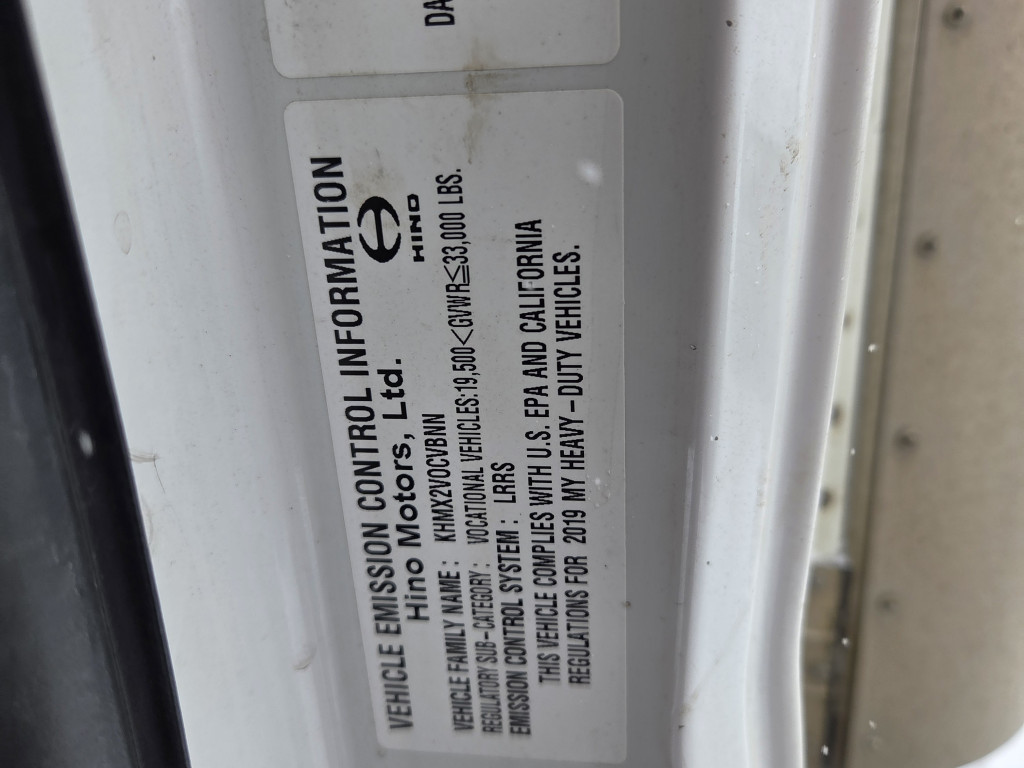 DA
VEHICLE EMISSION CONTROL INFORMATION
Hino Motors, Ltd.
HINO
VEHICLE FAMILY NAME : KHMX2VOCVBNN
REGULATORY SUB-CATEGORY : VOCATIONAL VEHICLES:19,500<GVWR≦33,000 LBS.
EMISSION CONTROL SYSTEM : LRRS
THIS VEHICLE COMPLIES WITH U.S. EPA AND CALIFORNIA
REGULATIONS FOR 2019 MY HEAVY-DUTY VEHICLES.